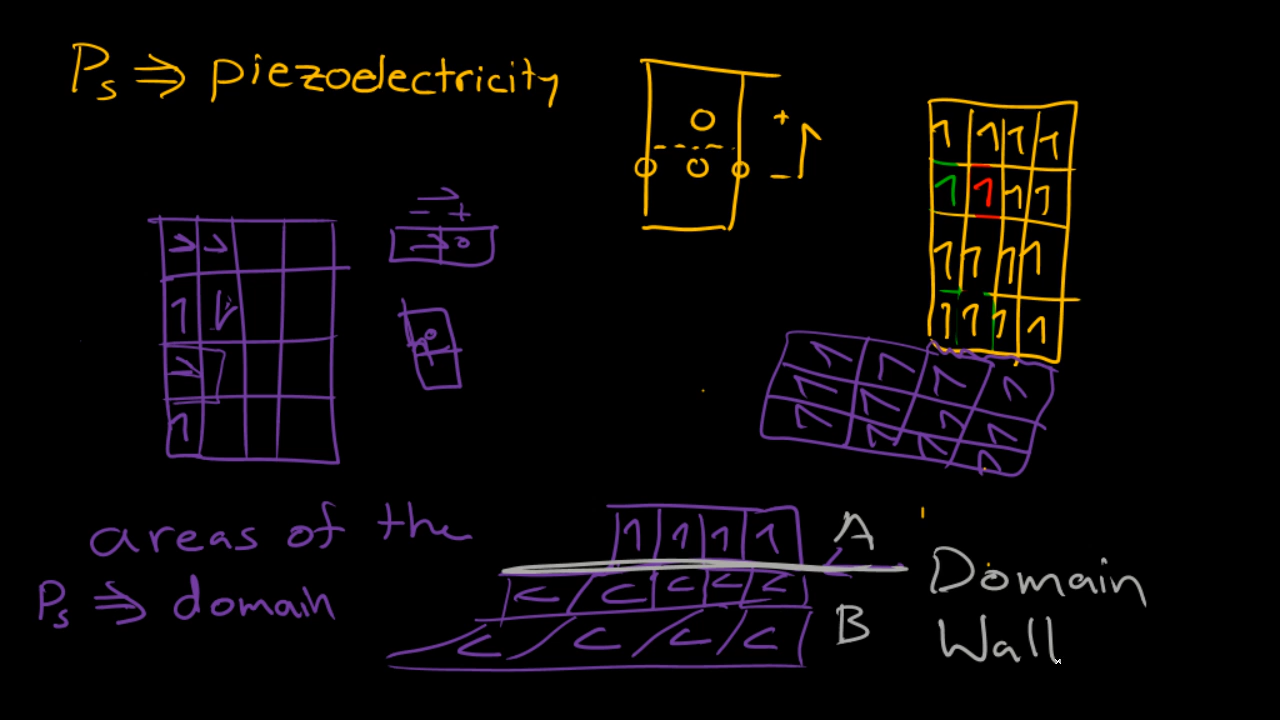 Ps ⇒ piezoelectricity
+
−
− +
areas of the
Ps ⇒ domain
A
B
Domain
Wall